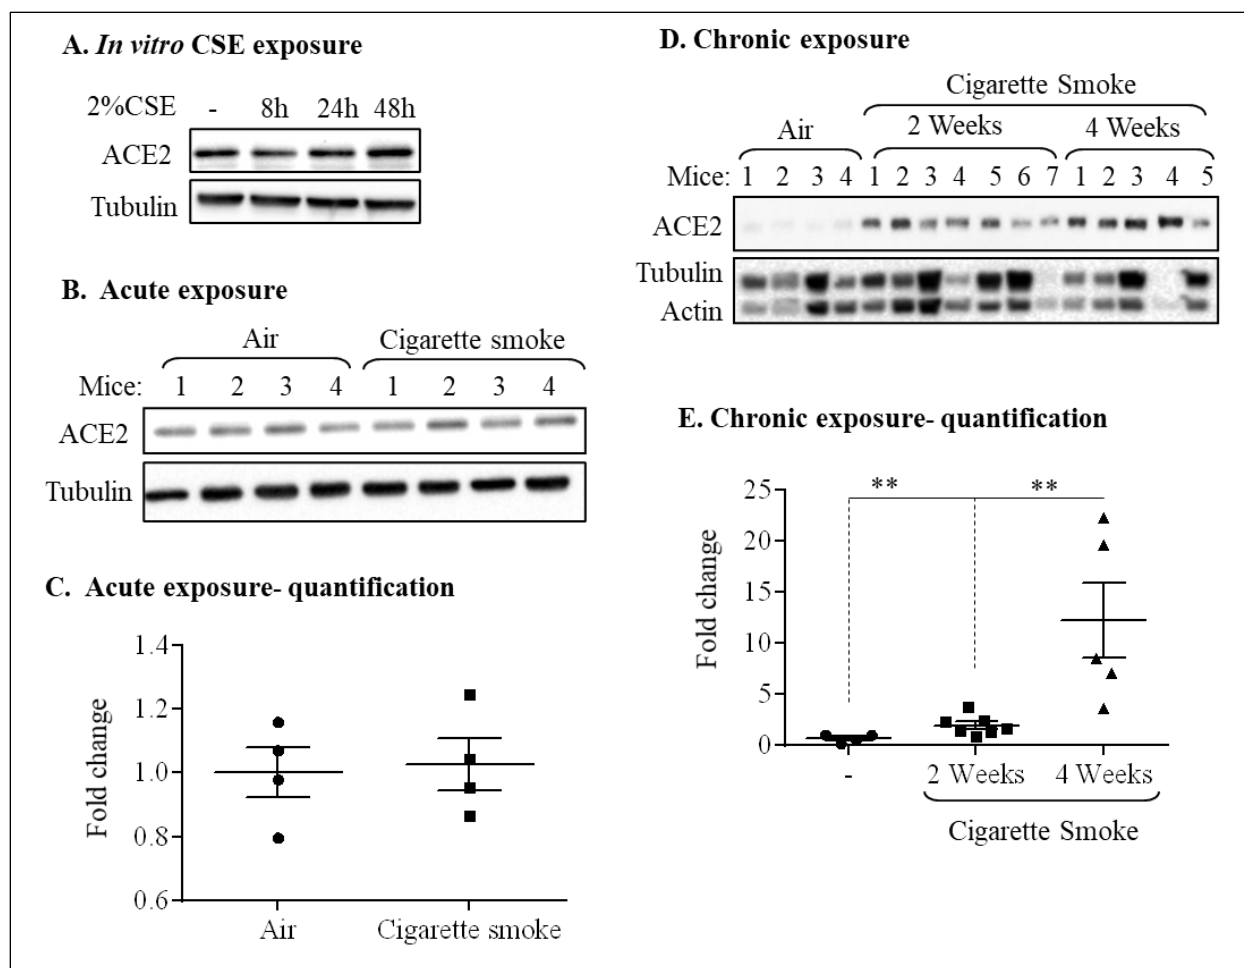 A. In vitro CSE exposure
2%CSE - 8h 24h 48h
ACE2
Tubulin
B. Acute exposure
Air Cigarette smoke
Mice: 1 2 3 4 1 2 3 4
ACE2
Tubulin
C. Acute exposure- quantification
Fold change
1.4
1.2
1.0
0.8
0.6
Air Cigarette smoke
D. Chronic exposure
Cigarette Smoke
Air 2 Weeks 4 Weeks
Mice: 1 2 3 4 1 2 3 4 5 6 7 1 2 3 4 5
ACE2
Tubulin
Actin
E. Chronic exposure- quantification
Fold change
** **
25
20
15
10
5
0
- 2 Weeks 4 Weeks
Cigarette Smoke